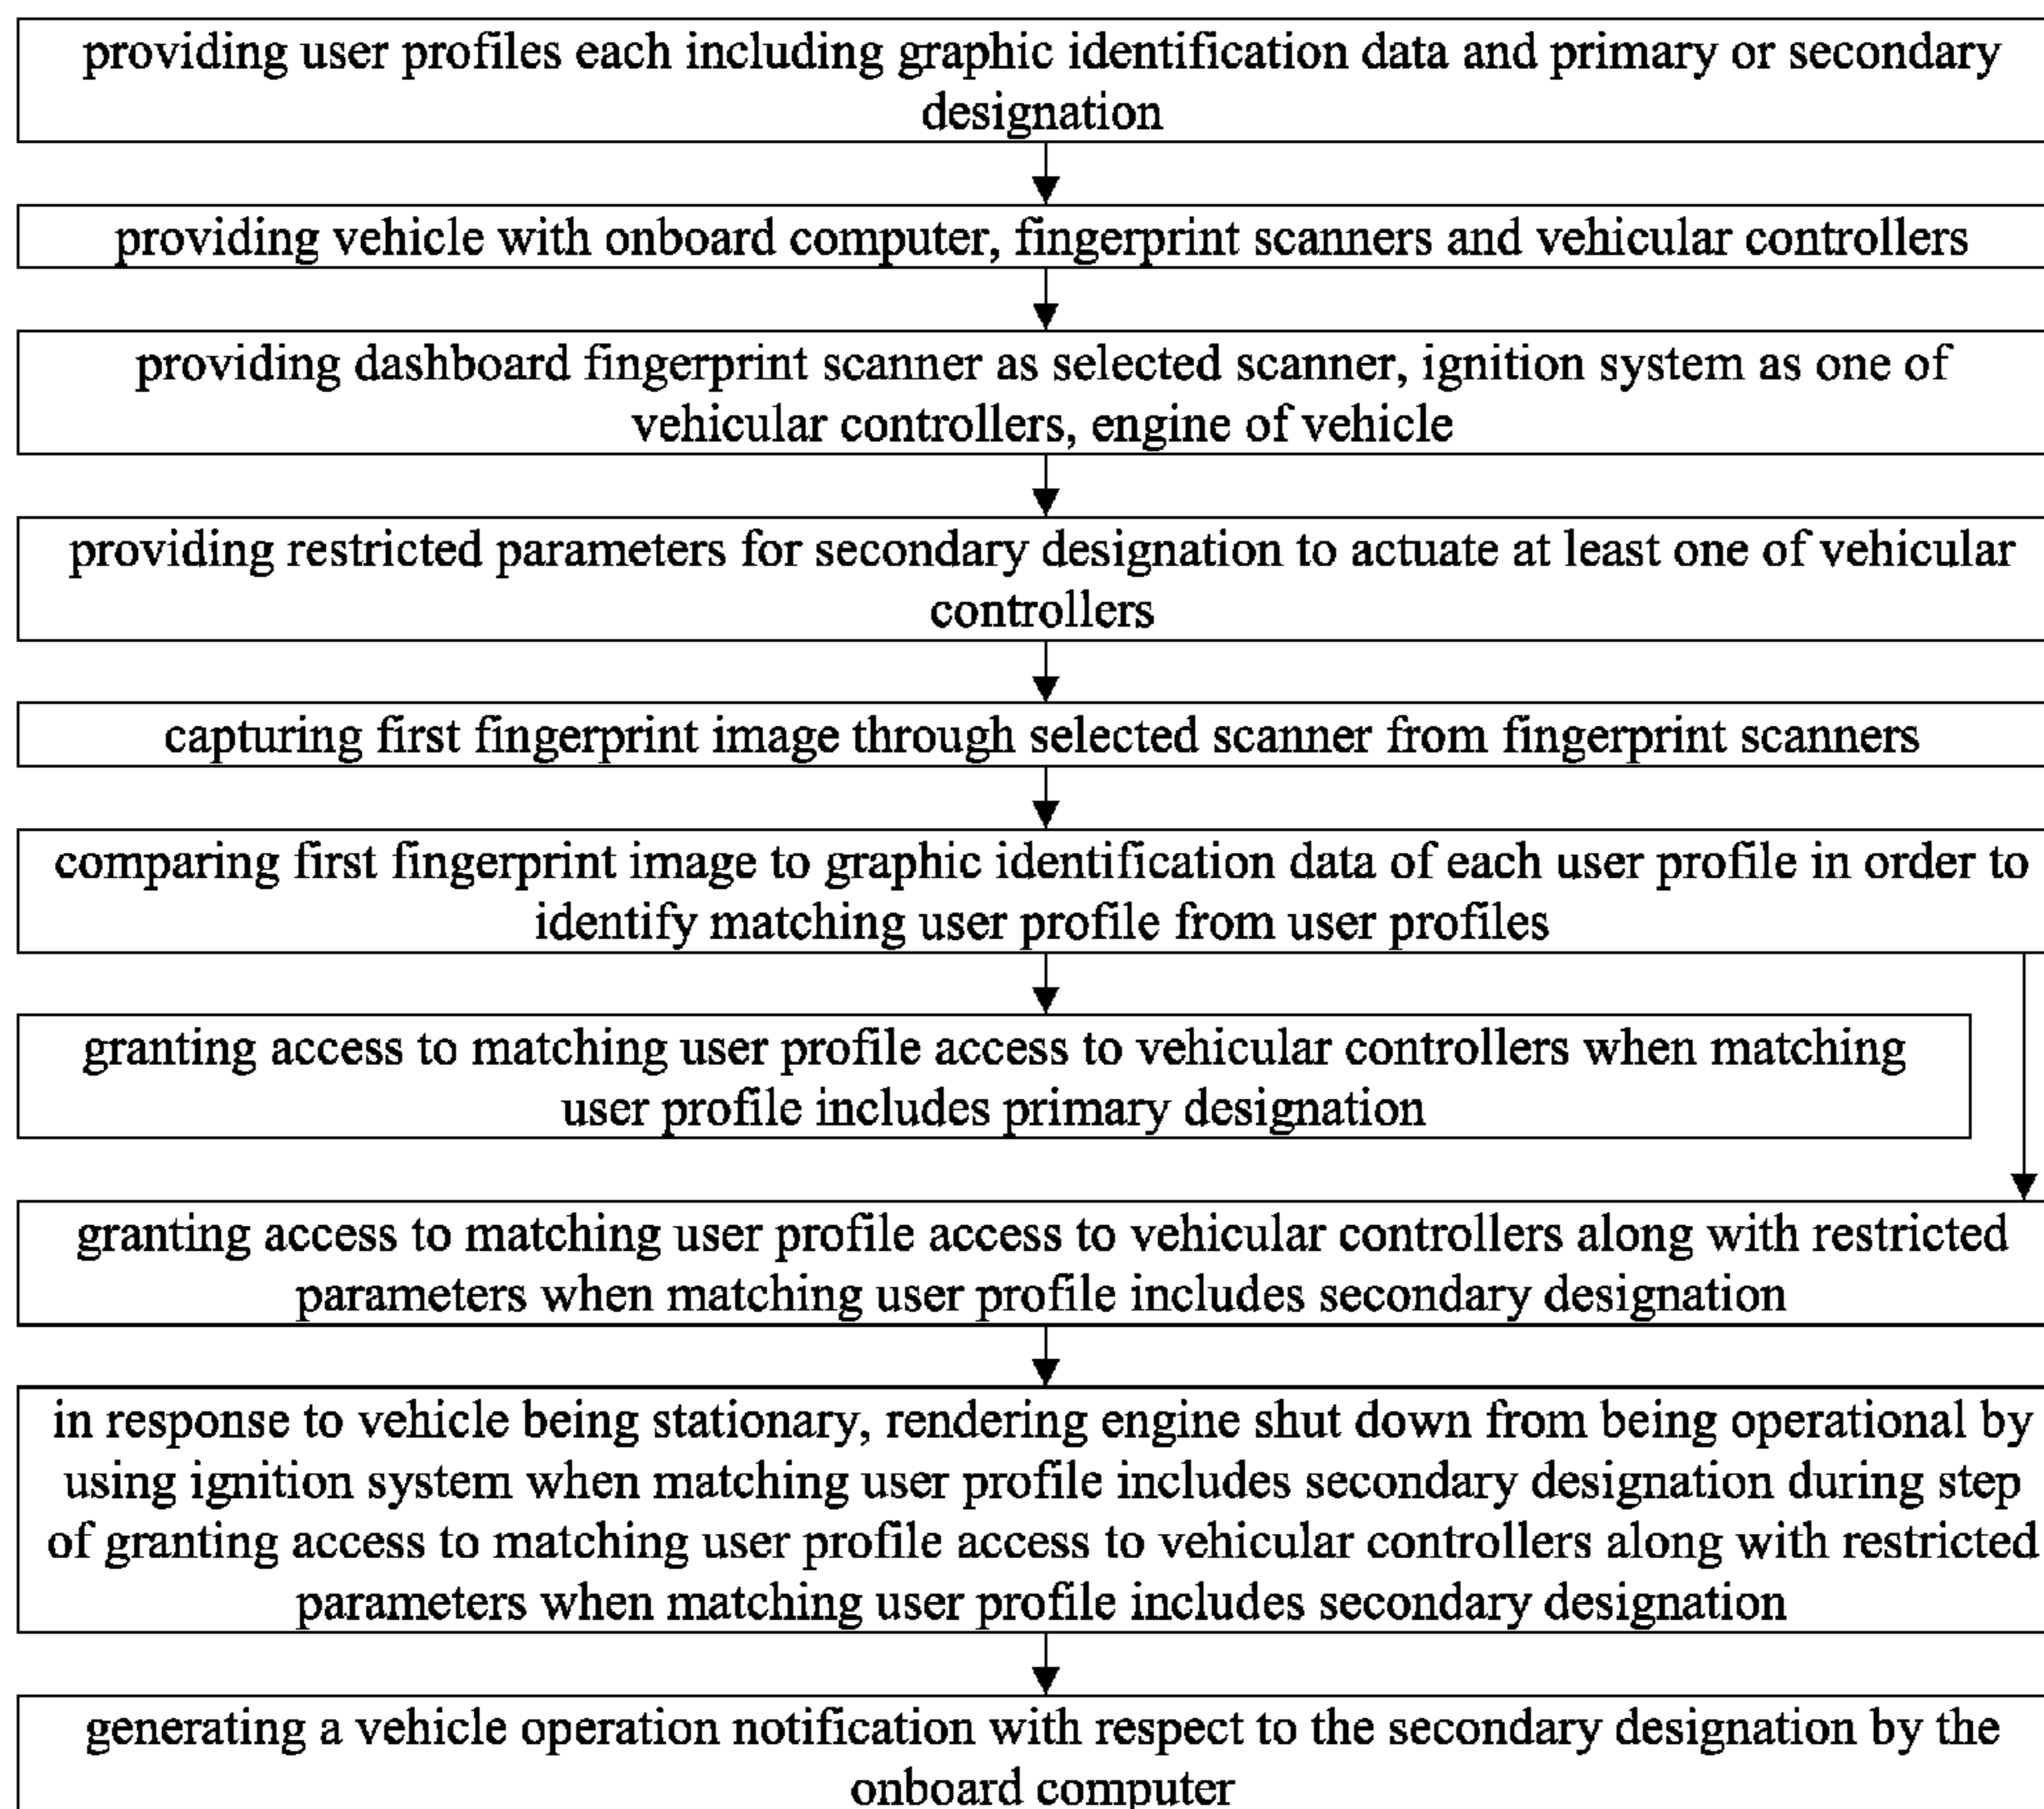 providing user profiles each including graphic identification data and primary or secondary
designation
providing vehicle with onboard computer, fingerprint scanners and vehicular controllers
providing dashboard fingerprint scanner as selected scanner, ignition system as one of
vehicular controllers, engine of vehicle
providing restricted parameters for secondary designation to actuate at least one of vehicular
controllers
capturing first fingerprint image through selected scanner from fingerprint scanners
comparing first fingerprint image to graphic identification data of each user profile in order to
identify matching user profile from user profiles
granting access to matching user profile access to vehicular controllers when matching
user profile includes primary designation
granting access to matching user profile access to vehicular controllers along with restricted
parameters when matching user profile includes secondary designation
in response to vehicle being stationary, rendering engine shut down from being operational by
using ignition system when matching user profile includes secondary designation during step
of granting access to matching user profile access to vehicular controllers along with restricted
parameters when matching user profile includes secondary designation
generating a vehicle operation notification with respect to the secondary designation by the
onboard computer